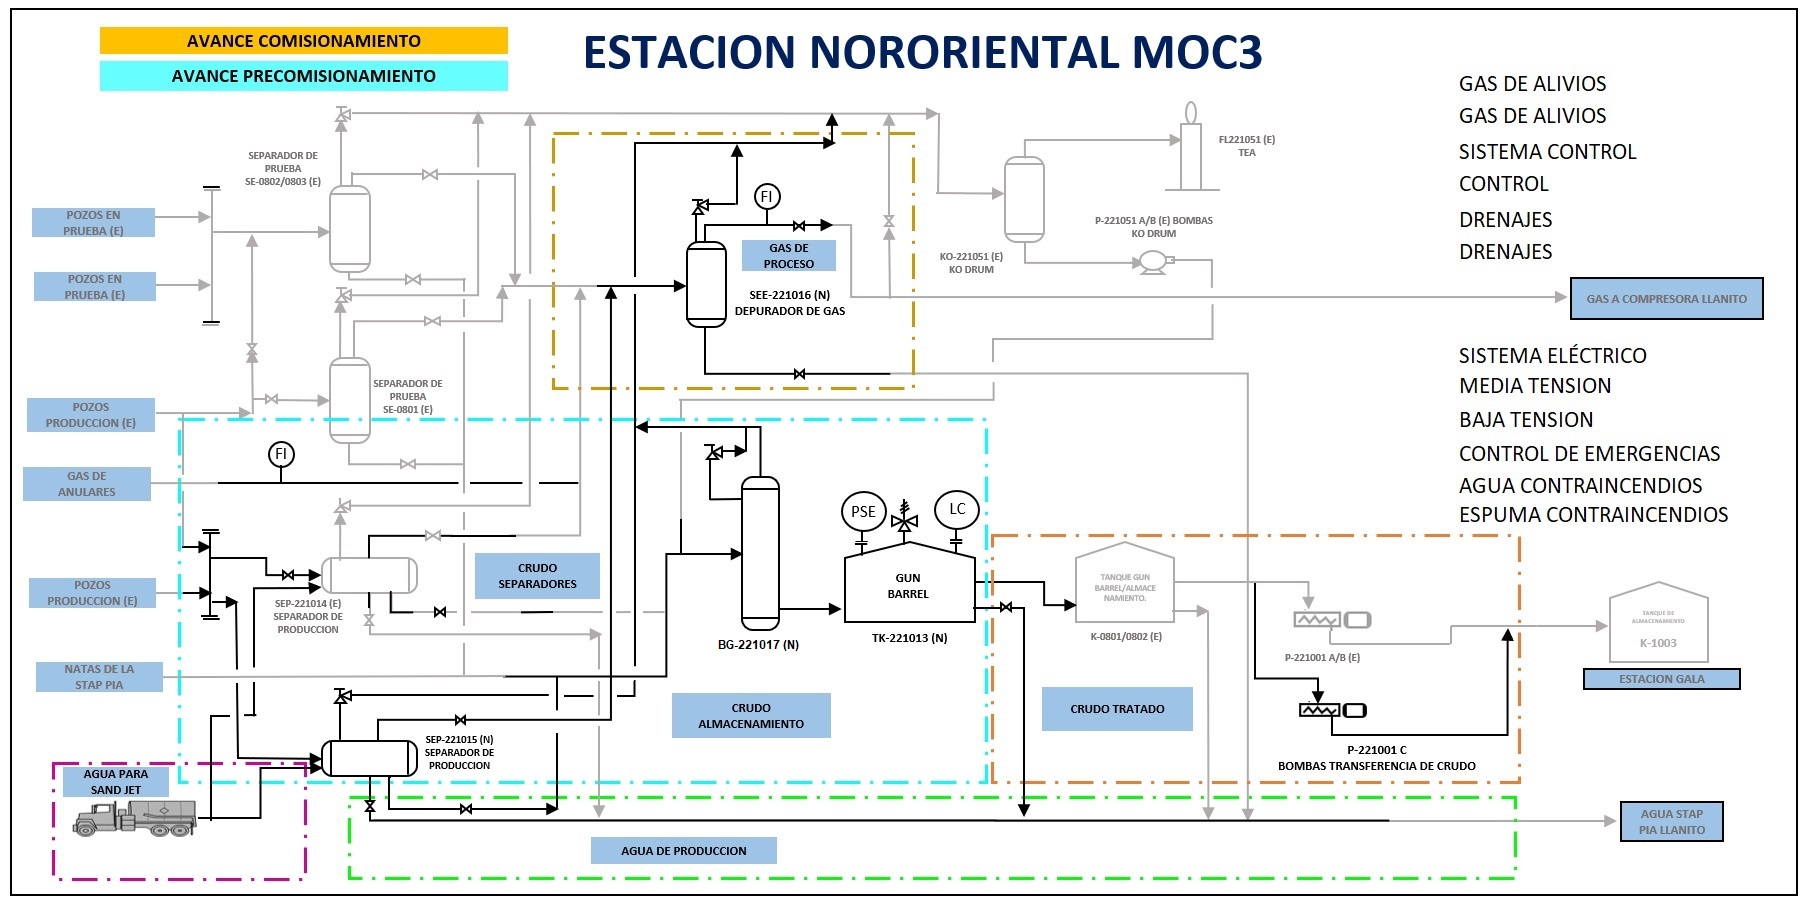 AVANCE COMISIONAMIENTO
AVANCE PRECOMISIONAMIENTO
ESTACION NORORIENTAL MOC3
GAS DE ALIVIOS
GAS DE ALIVIOS
SISTEMA CONTROL
CONTROL
DRENAJES
DRENAJES
SEPARADOR DE
PRUEBA
SE-0802/0803 (E)
FL221051 (E)
TEA
POZOS EN
PRUEBA (E)
POZOS EN
PRUEBA (E)
FI
GAS DE
PROCESO
P-221051 A/B (E) BOMBAS
KO DRUM
KO-221051 (E)
KO DRUM
SEE-221016 (N)
DEPURADOR DE GAS
GAS A COMPRESORA LLANITO
SISTEMA ELÉCTRICO
MEDIA TENSION
BAJA TENSION
CONTROL DE EMERGENCIAS
AGUA CONTRAINCENDIOS
ESPUMA CONTRAINCENDIOS
SEPARADOR DE
PRUEBA
SE-0801 (E)
POZOS
PRODUCCION (E)
FI
GAS DE
ANULARES
PSE
LC
CRUDO
SEPARADORES
GUN
BARREL
TANQUE GUN
BARREL/ALMACE
NAMIENTO.
POZOS
PRODUCCION (E)
SEP-221014 (E)
SEPARADOR DE
PRODUCCION
BG-221017 (N)
TK-221013 (N)
K-0801/0802 (E)
P-221001 A/B (E)
TANQUE DE
ALMACENAMIENTO
K-1003
ESTACION GALA
NATAS DE LA
STAP PIA
CRUDO
ALMACENAMIENTO
CRUDO TRATADO
SEP-221015 (N)
SEPARADOR DE
PRODUCCION
P-221001 C
BOMBAS TRANSFERENCIA DE CRUDO
AGUA PARA
SAND JET
AGUA DE PRODUCCION
AGUA STAP
PIA LLANITO